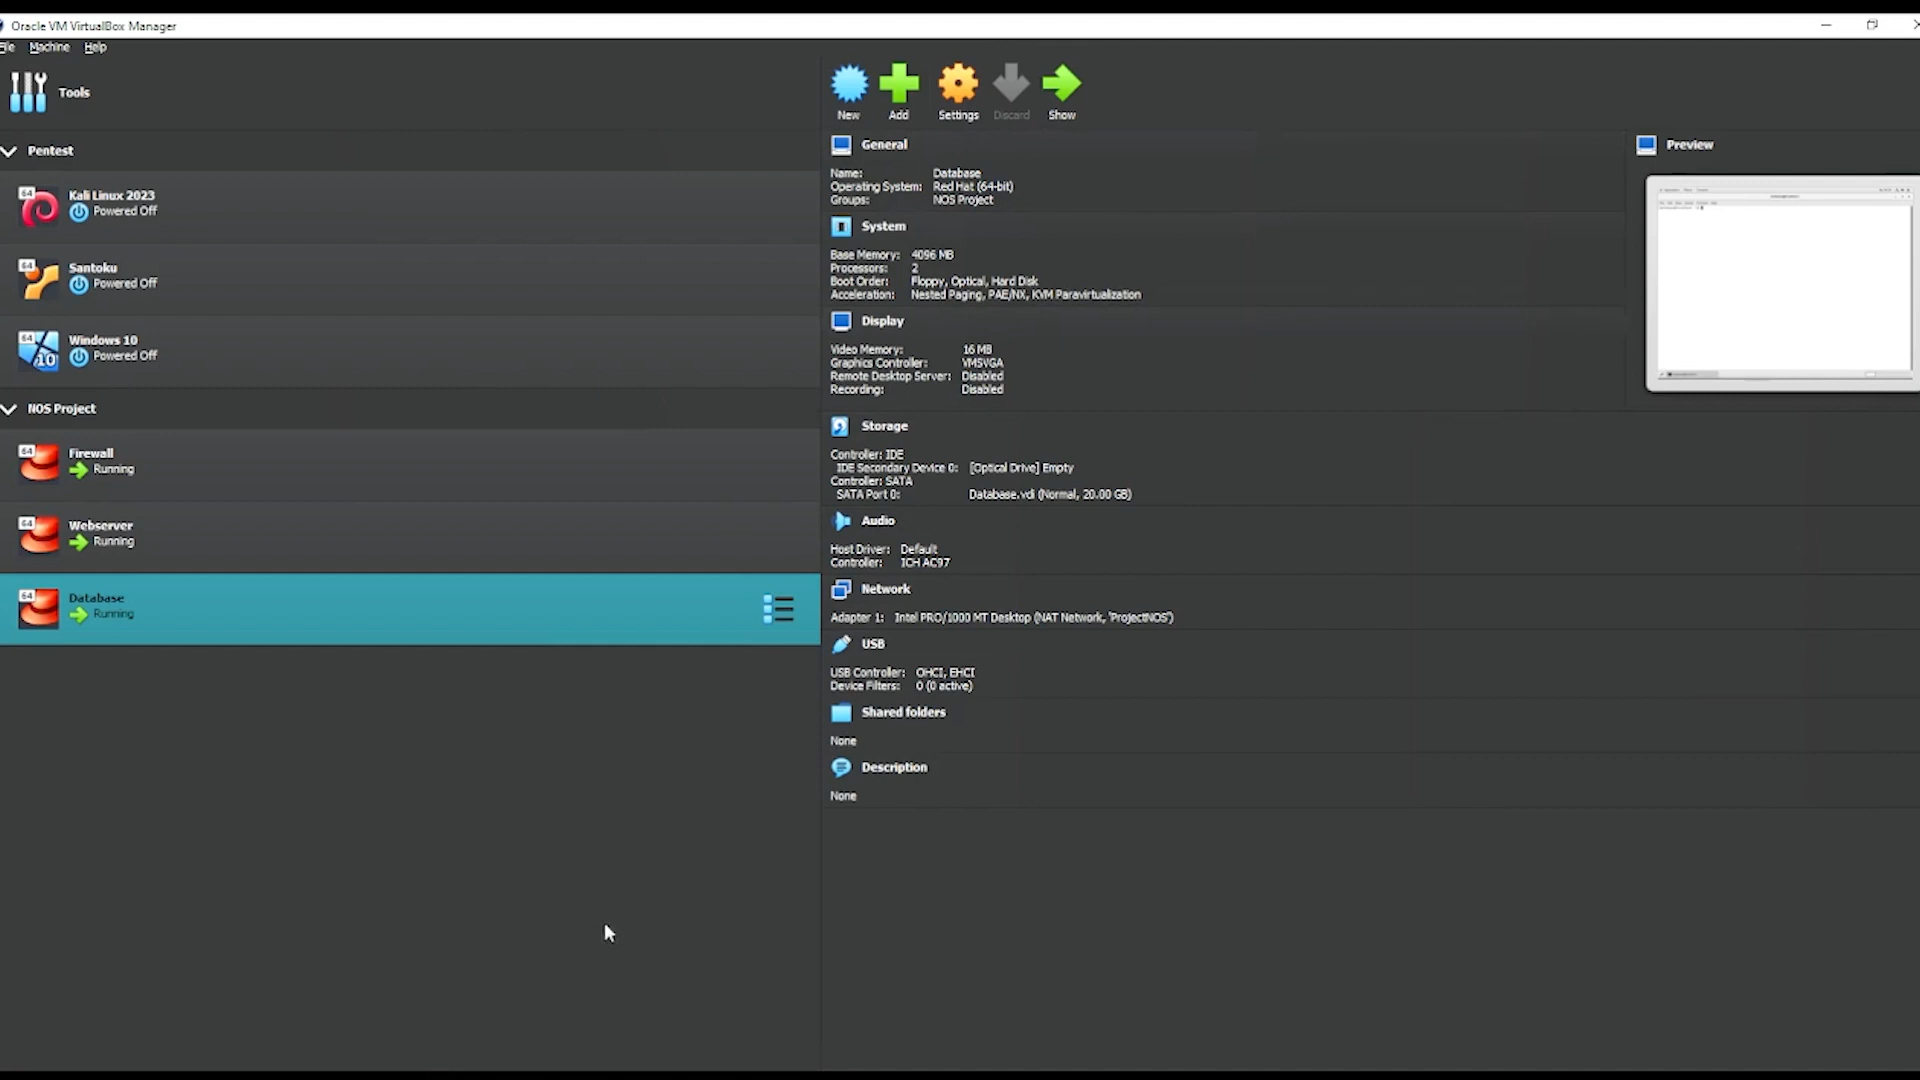 Oracle VM VirtualBox Manager
File Machine Help
Tools
Pentest
64
Kali Linux 2023
Powered Off
64
Santoku
Powered Off
64
10
Windows 10
Powered Off
NOS Project
64
Firewall
Running
64
Webserver
Running
64
Database
Running
New Add Settings Discard Show
General
Name: Database
Operating System: Red Hat (64-bit)
Groups: NOS Project
System
Base Memory: 4096 MB
Processors: 2
Boot Order: Floppy, Optical, Hard Disk
Acceleration: Nested Paging, PAE/NX, KVM Paravirtualization
Display
Video Memory: 16 MB
Graphics Controller: VMSVGA
Remote Desktop Server: Disabled
Recording: Disabled
Storage
Controller: IDE
IDE Secondary Device 0: [Optical Drive] Empty
Controller: SATA
SATA Port 0: Database.vdi (Normal, 20.00 GB)
Audio
Host Driver: Default
Controller: ICH AC97
Network
Adapter 1: Intel PRO/1000 MT Desktop (NAT Network, 'ProjectNOS')
USB
USB Controller: OHCI, EHCI
Device Filters: 0 (0 active)
Shared folders
None
Description
None
Preview